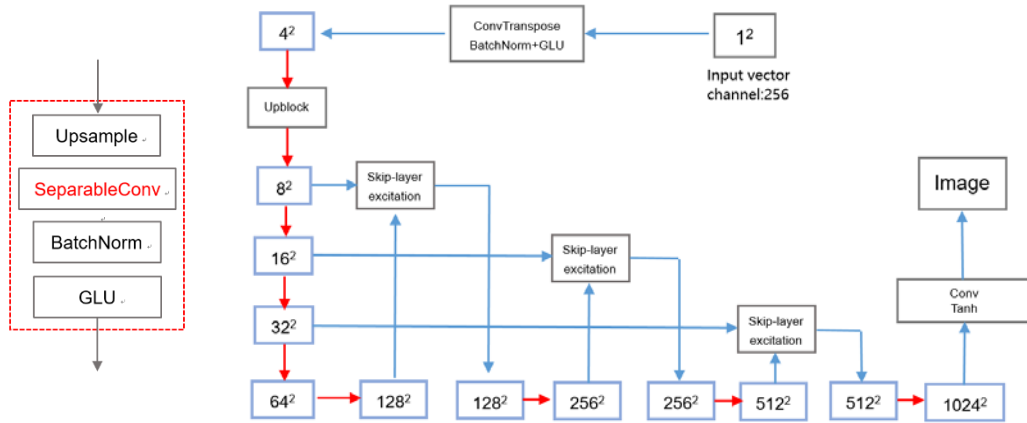 Upsample
SeparableConv
BatchNorm
GLU
4²
ConvTranspose
BatchNorm+GLU
1²
Input vector
channel:256
Upblock
8²
Skip-layer
excitation
Image
16²
Skip-layer
excitation
32²
Skip-layer
excitation
Conv
Tanh
64²
128²
128²
256²
256²
512²
512²
1024²